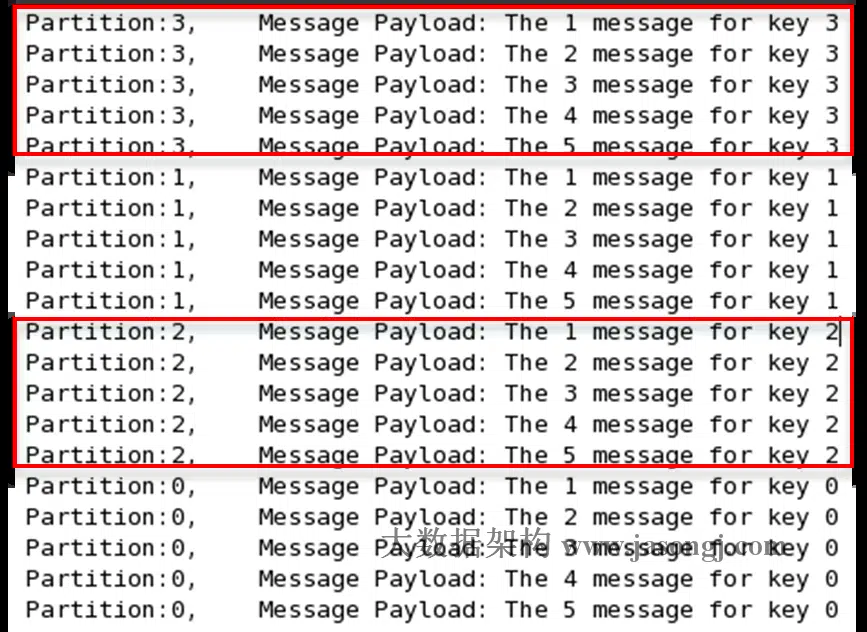 Partition:3,    Message Payload: The 1 message for key 3
Partition:3,    Message Payload: The 2 message for key 3
Partition:3,    Message Payload: The 3 message for key 3
Partition:3,    Message Payload: The 4 message for key 3
Partition:3,    Message Payload: The 5 message for key 3
Partition:1,    Message Payload: The 1 message for key 1
Partition:1,    Message Payload: The 2 message for key 1
Partition:1,    Message Payload: The 3 message for key 1
Partition:1,    Message Payload: The 4 message for key 1
Partition:1,    Message Payload: The 5 message for key 1
Partition:2,    Message Payload: The 1 message for key 2
Partition:2,    Message Payload: The 2 message for key 2
Partition:2,    Message Payload: The 3 message for key 2
Partition:2,    Message Payload: The 4 message for key 2
Partition:2,    Message Payload: The 5 message for key 2
Partition:0,    Message Payload: The 1 message for key 0
Partition:0,    Message Payload: The 2 message for key 0
Partition:0,    Message Payload: The 3 message for key 0
大数据架构 www.jasongj.com
Partition:0,    Message Payload: The 4 message for key 0
Partition:0,    Message Payload: The 5 message for key 0